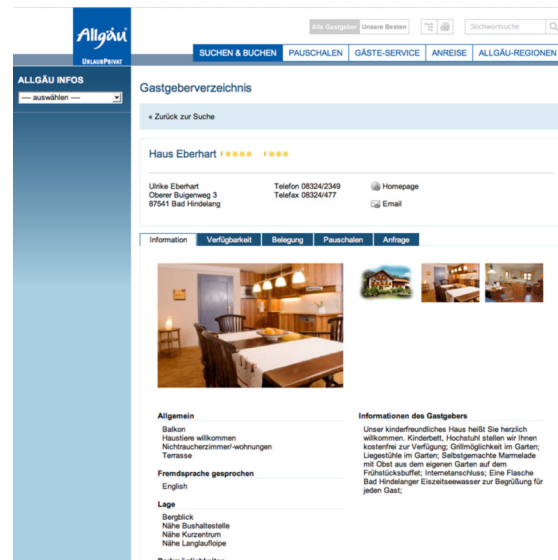 Allgäu
URLAUBPRIVAT
Alle Gastgeber Unsere Besten
Stichwortsuche
SUCHEN & BUCHEN PAUSCHALEN GÄSTE-SERVICE ANREISE ALLGÄU-REGIONEN
ALLGÄU INFOS
---- auswählen ----
Gastgeberverzeichnis
« Zurück zur Suche
Haus Eberhart F**** F***
Ulrike Eberhart
Oberer Buigenweg 3
87541 Bad Hindelang
Telefon 08324/2349
Telefax 08324/477
Homepage
Email
Information Verfügbarkeit Belegung Pauschalen Anfrage
Allgemein
Balkon
Haustiere willkommen
Nichtraucherzimmer/-wohnungen
Terrasse
Fremdsprache gesprochen
English
Lage
Bergblick
Nähe Bushaltestelle
Nähe Kurzentrum
Nähe Langlaufloipe
Informationen des Gastgebers
Unser kinderfreundliches Haus heißt Sie herzlich
willkommen. Kinderbett, Hochstuhl stellen wir Ihnen
kostenfrei zur Verfügung; Grillmöglichkeit im Garten;
Liegestühle im Garten; Selbstgemachte Marmelade
mit Obst aus dem eigenen Garten auf dem
Frühstücksbuffet; Internetanschluss; Eine Flasche
Bad Hindelanger Eiszeitseewasser zur Begrüßung für
jeden Gast;